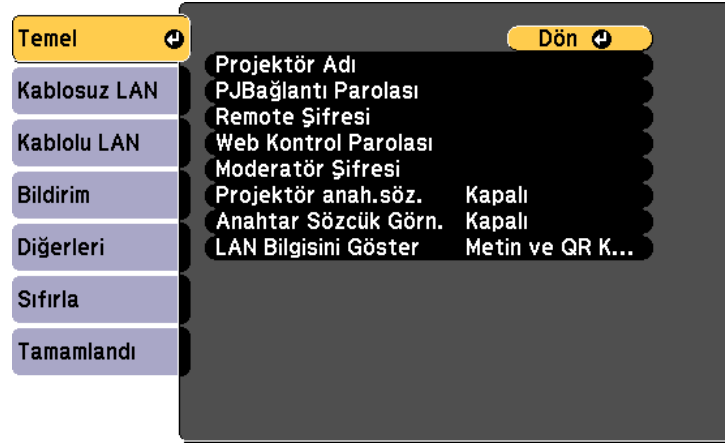 Temel
Kablosuz LAN
Kablolu LAN
Bildirim
Diğerleri
Sıfırla
Tamamlandı
Dön
Projektör Adı
PJBağlantı Parolası
Remote Şifresi
Web Kontrol Parolası
Moderatör Şifresi
Projektör anah.söz. Kapalı
Anahtar Sözcük Görn. Kapalı
LAN Bilgisini Göster Metin ve QR K...